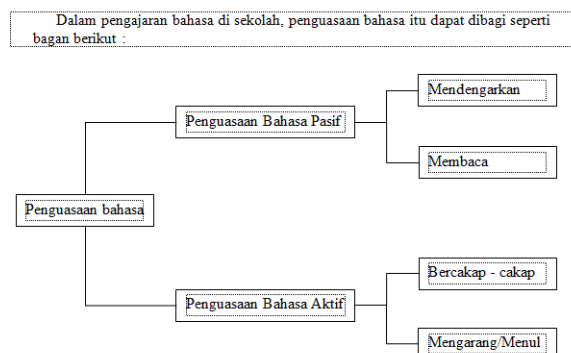 Dalam pengajaran bahasa di sekolah, penguasaan bahasa itu dapat dibagi seperti
bagan berikut :
Mendengarkan
Penguasaan Bahasa Pasif
Membaca
Penguasaan bahasa
Bercakap - cakap
Penguasaan Bahasa Aktif
Mengarang/Menul